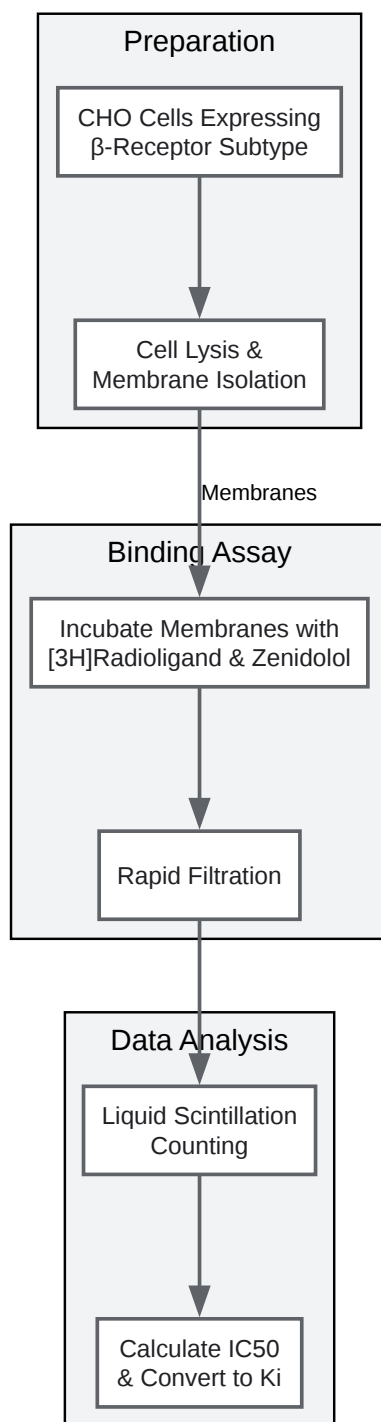 Preparation
CHO Cells Expressing
β-Receptor Subtype
Cell Lysis &
Membrane Isolation
Membranes
Binding Assay
Incubate Membranes with
[3H]Radioligand & Zenidolol
Rapid Filtration
Data Analysis
Liquid Scintillation
Counting
Calculate IC50
& Convert to Ki